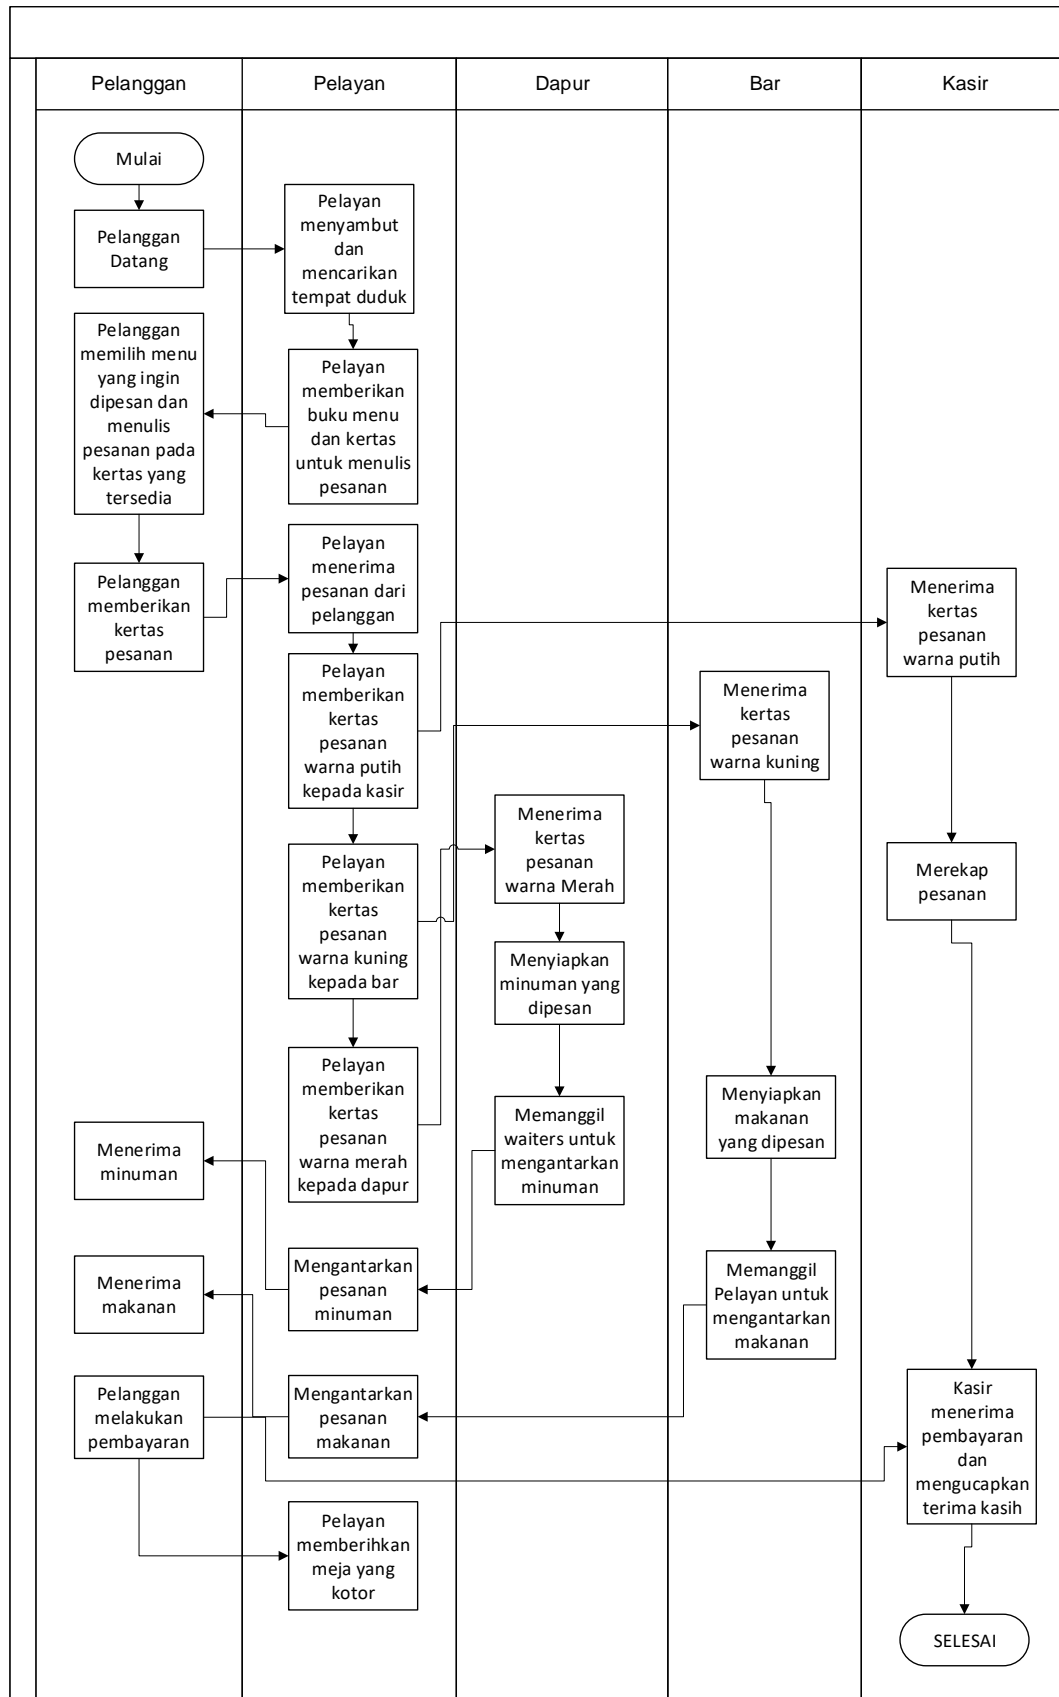 Pelanggan
Pelayan
Dapur
Bar
Kasir
Mulai
Pelanggan
Datang
Pelayan
menyambut
dan
mencarikan
tempat duduk
Pelanggan
memilih menu
yang ingin
dipesan dan
menulis
pesanan pada
kertas yang
tersedia
Pelayan
memberikan
buku menu
dan kertas
untuk menulis
pesanan
Pelanggan
memberikan
kertas
pesanan
Pelayan
menerima
pesanan dari
pelanggan
Menerima
kertas
pesanan
warna putih
Pelayan
memberikan
kertas
pesanan
warna putih
kepada kasir
Menerima
kertas
pesanan
warna kuning
Menerima
kertas
pesanan
warna Merah
Pelayan
memberikan
kertas
pesanan
warna kuning
kepada bar
Merekap
pesanan
Menyiapkan
minuman yang
dipesan
Pelayan
memberikan
kertas
pesanan
warna merah
kepada dapur
Memanggil
waiters untuk
mengantarkan
minuman
Menyiapkan
makanan
yang dipesan
Menerima
minuman
Menerima
makanan
Mengantarkan
pesanan
minuman
Memanggil
Pelayan untuk
mengantarkan
makanan
Pelanggan
melakukan
pembayaran
Mengantarkan
pesanan
makanan
Kasir
menerima
pembayaran
dan
mengucapkan
terima kasih
Pelayan
memberihkan
meja yang
kotor
SELESAI